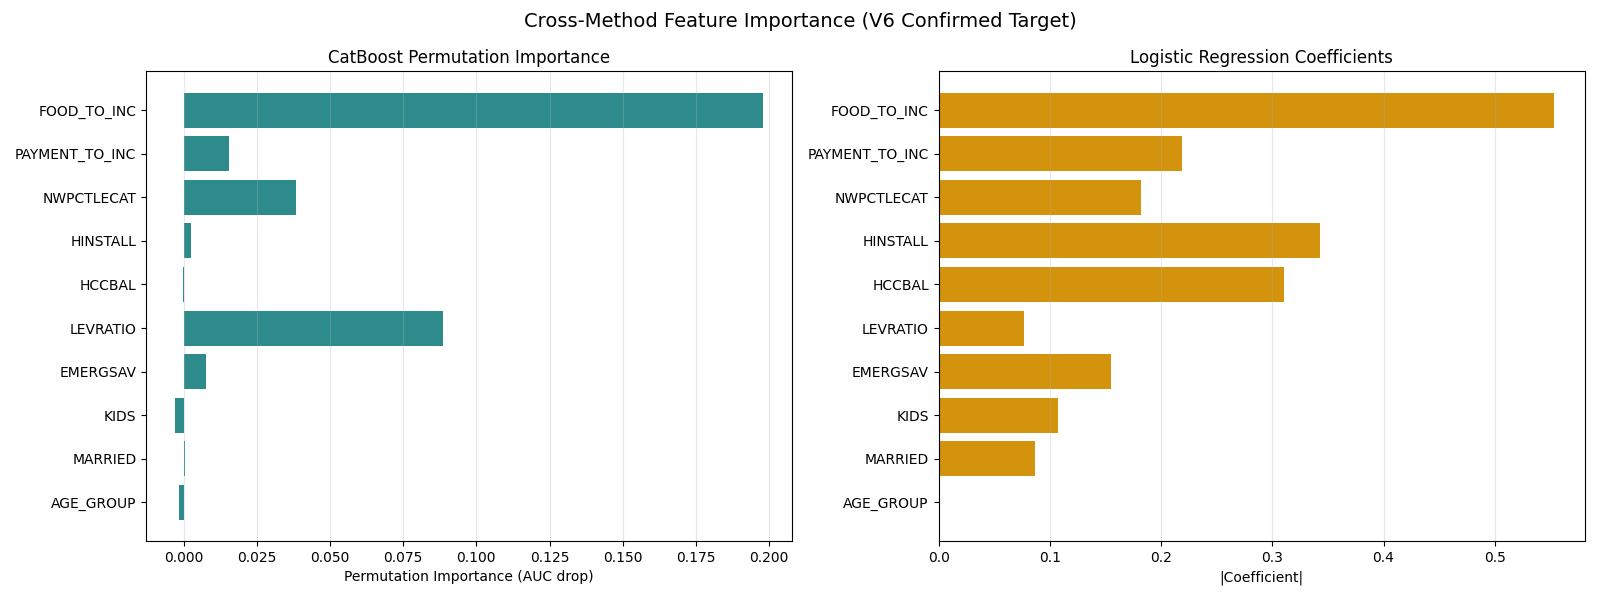 Cross-Method Feature Importance (V6 Confirmed Target)
CatBoost Permutation Importance
FOOD_TO_INC
PAYMENT_TO_INC
NWPCTLECAT
HINSTALL
HCCBAL
LEVRATIO
EMERGSAV
KIDS
MARRIED
AGE_GROUP
0.000 0.025 0.050 0.075 0.100 0.125 0.150 0.175 0.200
Permutation Importance (AUC drop)
Logistic Regression Coefficients
FOOD_TO_INC
PAYMENT_TO_INC
NWPCTLECAT
HINSTALL
HCCBAL
LEVRATIO
EMERGSAV
KIDS
MARRIED
AGE_GROUP
0.0 0.1 0.2 0.3 0.4 0.5
|Coefficient|